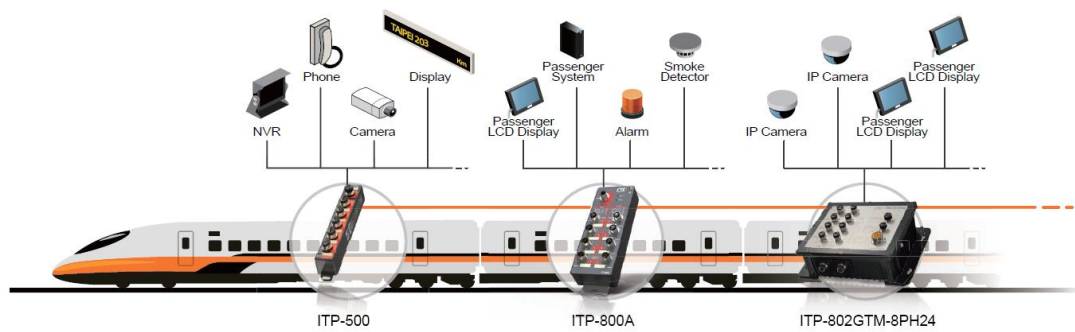 TAIPEI 203
Km
Phone
Display
NVR
Camera
Passenger
System
Smoke
Detector
Passenger
LCD Display
Alarm
IP Camera
Passenger
LCD Display
IP Camera
Passenger
LCD Display
ITP-500
ITP-800A
ITP-802GTM-8PH24